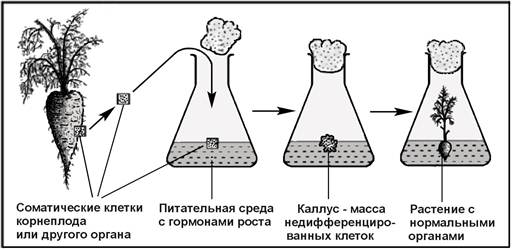 Соматические клетки
корнеплода
или другого органа
Питательная среда
с гормонами роста
Каллус - масса
недифференциро-
ванных клеток
Растение с
нормальными
органами